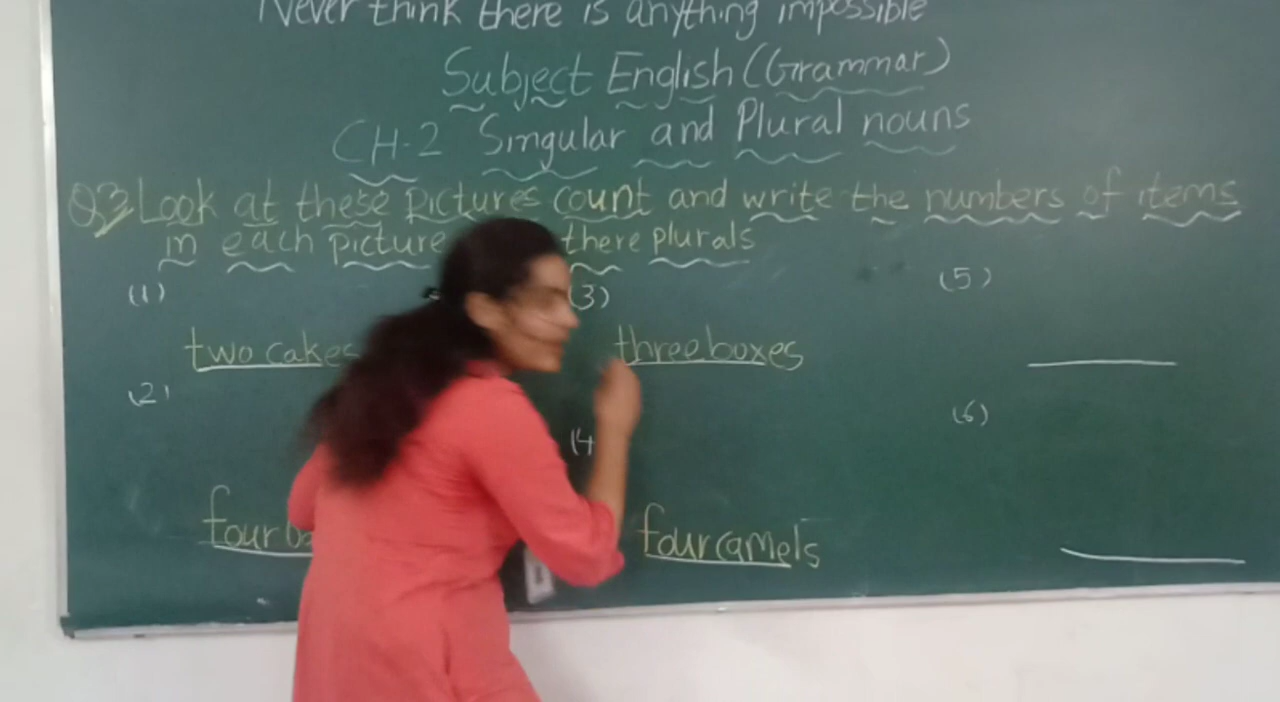 Never think there is anything impossible
Subject English (Grammar)
CH-2 Singular and Plural nouns
Q3 Look at these pictures count and write the numbers of items
in each picture there plurals
(1) (3) (5)
two cakes three boxes
(2) (4 (6)
four four camels